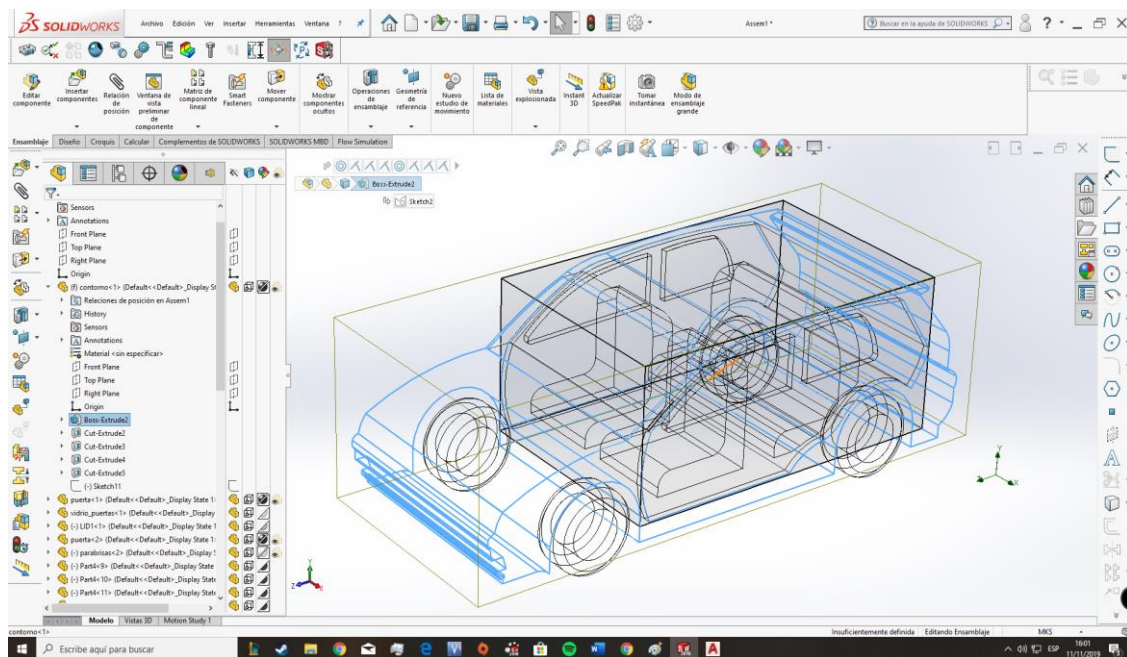 SOLIDWORKS Archivo Edición Ver Insertar Herramientas Ventana ? Assem1 * Buscar en la ayuda de SOLIDWORKS ?
Editar componente
Insertar componentes
Relación de posición
Ventana de vista preliminar de componente
Matriz de componente lineal
Smart Fasteners
Mover componente
Mostrar componentes ocultos
Operaciones de ensamblaje
Geometría de referencia
Nuevo estudio de movimiento
Lista de materiales
Vista explosionada
Instant 3D
Actualizar SpeedPak
Tomar instantánea
Modo de ensamblaje grande
Ensamblaje Diseño Croquis Calcular Complementos de SOLIDWORKS SOLIDWORKS MBD Flow Simulation
Boss-Extrude2
Sketch2
Sensors
Annotations
Front Plane
Top Plane
Right Plane
Origin
(f) contorno<1> (Default<<Default>_Display St
Relaciones de posición en Assem1
History
Sensors
Annotations
Material <sin especificar>
Front Plane
Top Plane
Right Plane
Origin
Boss-Extrude2
Cut-Extrude2
Cut-Extrude3
Cut-Extrude4
Cut-Extrude5
(-) Sketch11
puerta<1> (Default<<Default>_Display State 1
vidrio_puertas<1> (Default<<Default>_Display
(-) LID1<1> (Default<<Default>_Display State 1
puerta<2> (Default<<Default>_Display State 1
(-) parabrisas<2> (Default<<Default>_Display
(-) Part4<9> (Default<<Default>_Display State
(-) Part4<10> (Default<<Default>_Display State
(-) Part4<11> (Default<<Default>_Display State
Y
X
Y
Z
X
Modelo Vistas 3D Motion Study 1
contorno<1> Insuficientemente definida Editando Ensamblaje MKS
Escribe aquí para buscar ESP 16:01
11/11/2019